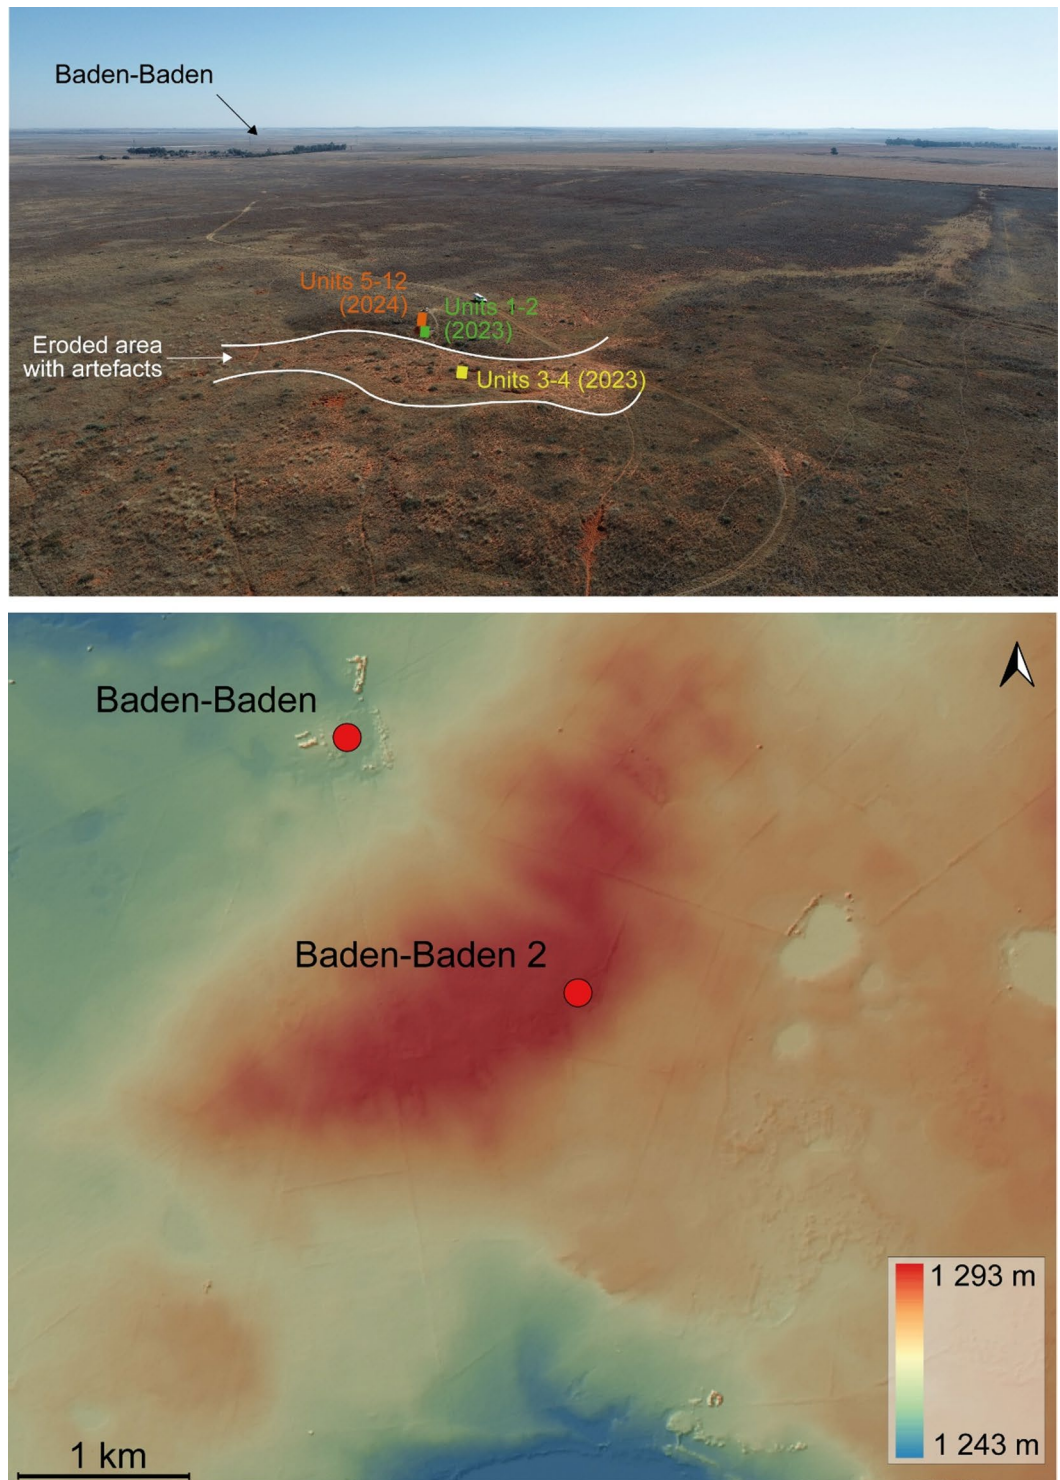 Baden-Baden
Units 5-12
(2024)
Units 1-2
(2023)
Eroded area
with artefacts
Units 3-4 (2023)
Baden-Baden
Baden-Baden 2
1 293 m
1 243 m
1 km